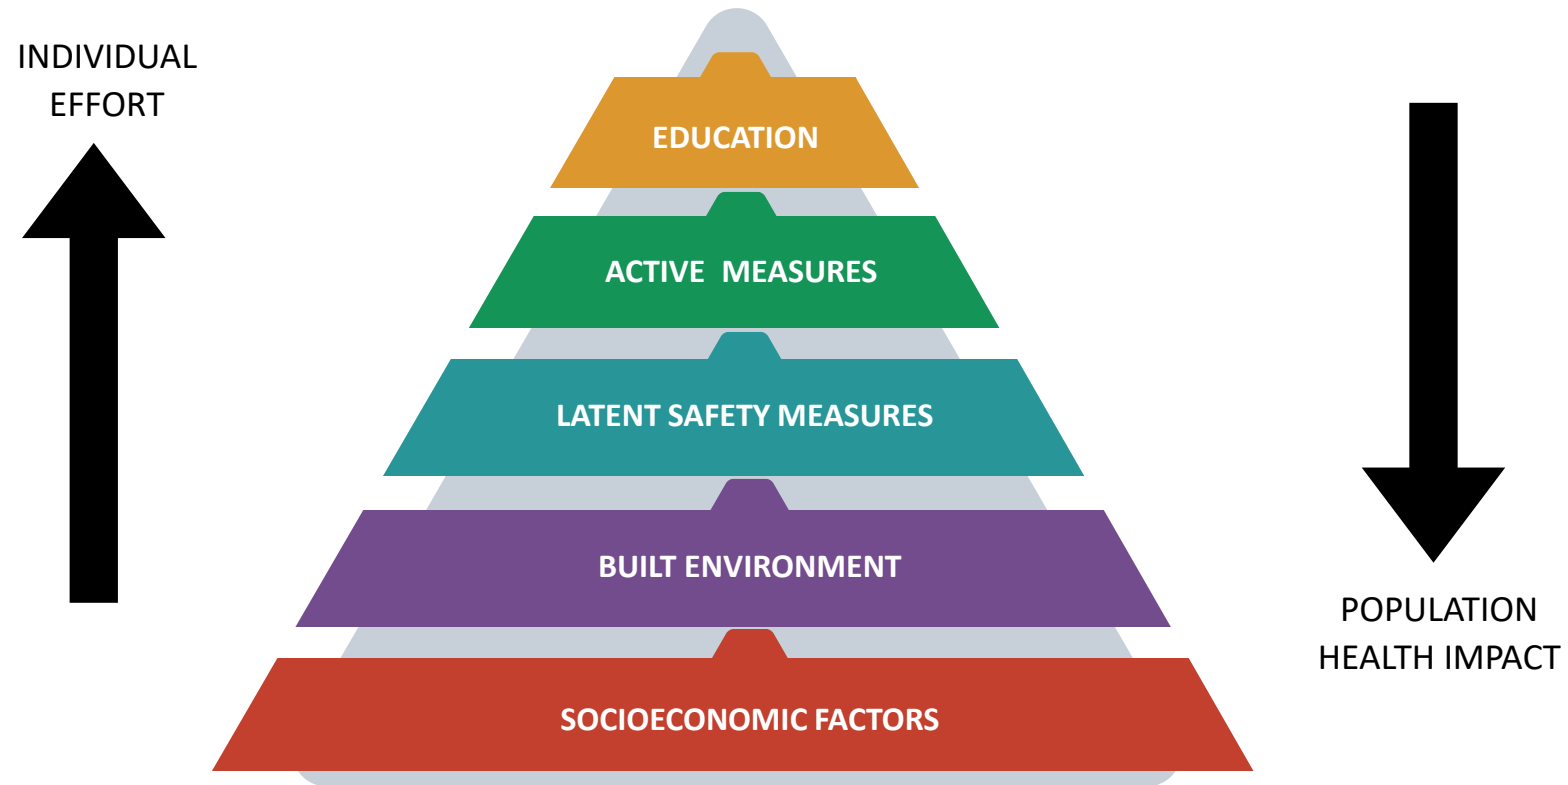 INDIVIDUAL
EFFORT
EDUCATION
ACTIVE MEASURES
LATENT SAFETY MEASURES
BUILT ENVIRONMENT
SOCIOECONOMIC FACTORS
POPULATION
HEALTH IMPACT